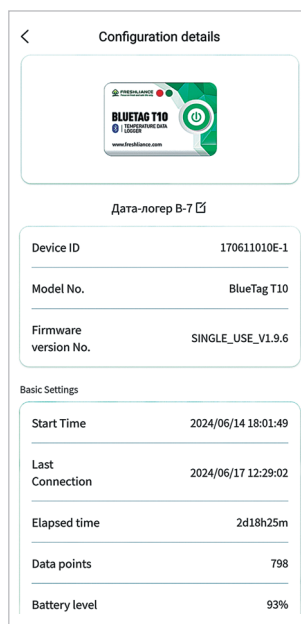 Configuration details
FRESHLIANCE
BLUETAG T10
TEMPERATURE DATA
LOGGER
www.freshliance.com
Дата-логер В-7
Device ID 170611010E-1
Model No. BlueTag T10
Firmware
version No. SINGLE_USE_V1.9.6
Basic Settings
Start Time 2024/06/14 18:01:49
Last
Connection 2024/06/17 12:29:02
Elapsed time 2d18h25m
Data points 798
Battery level 93%